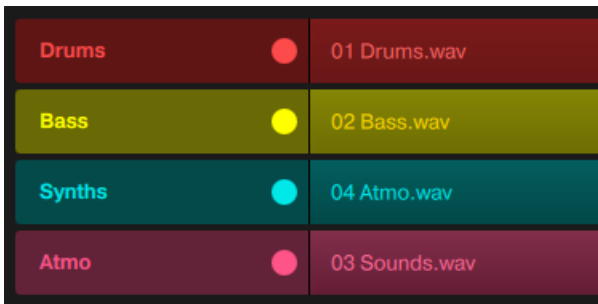 Drums 01 Drums.wav
Bass 02 Bass.wav
Synths 04 Atmo.wav
Atmo 03 Sounds.wav